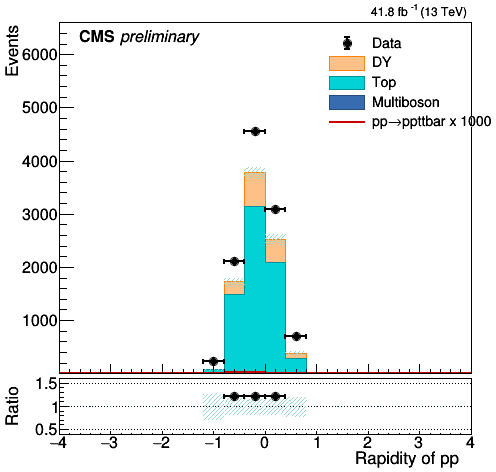 41.8 fb⁻¹ (13 TeV)
CMS preliminary
Events
Data
DY
Top
Multiboson
pp→ppttbar x 1000
6000
5000
4000
3000
2000
1000
Ratio
1.5
1
0.5
−4 −3 −2 −1 0 1 2 3 4
Rapidity of pp